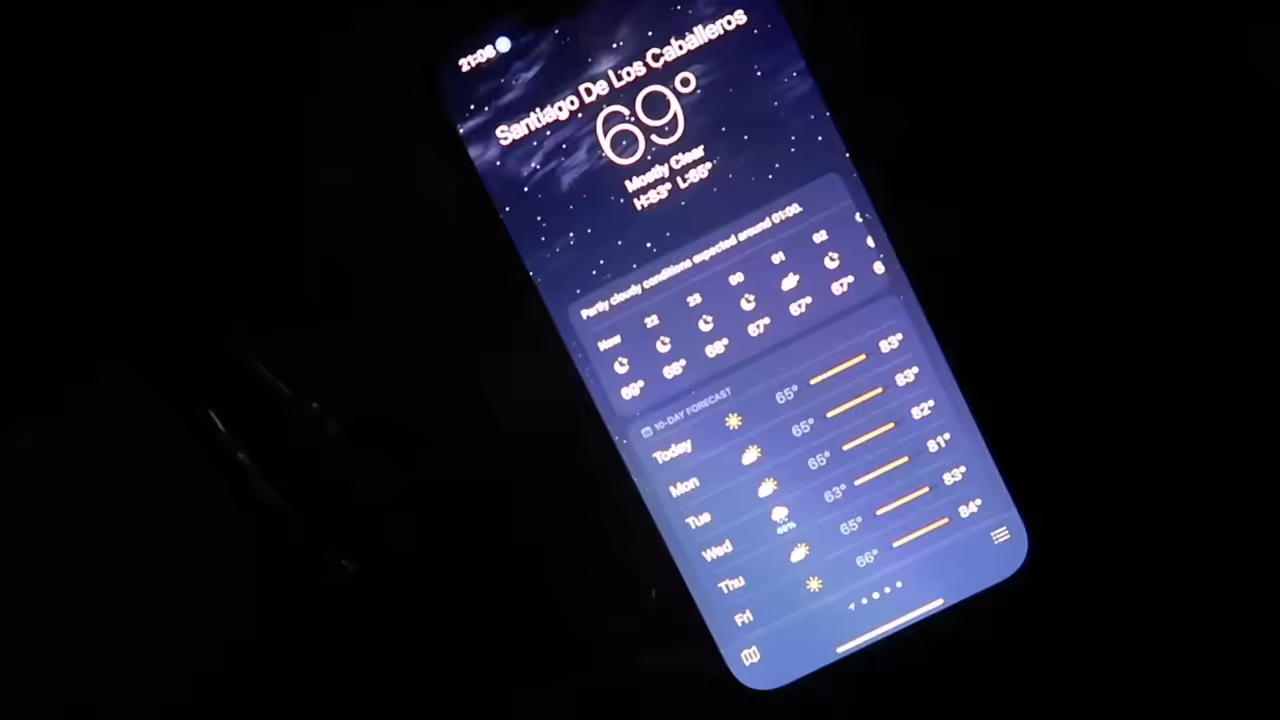 21:08
Santiago De Los Caballeros
69°
Mostly Clear
H:83° L:65°
Partly cloudy conditions expected around 01:00.
Now 22 23 00 01 02
69° 68° 68° 67° 67° 67°
10-DAY FORECAST
Today 65° 83°
Mon 65° 83°
Tue 65° 82°
Wed 63° 81°
Thu 65° 83°
Fri 66° 84°